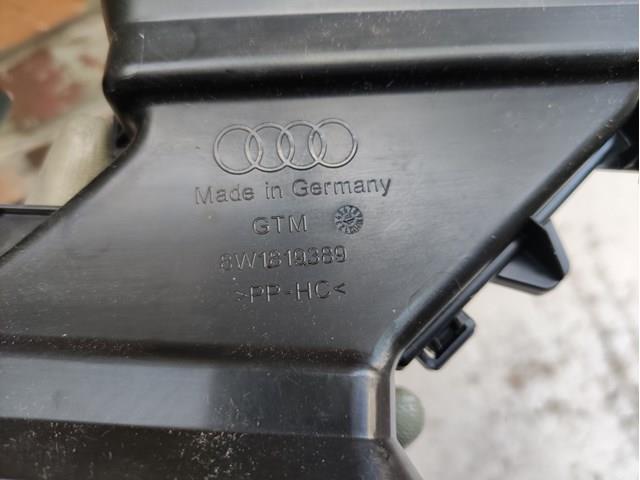 Made in Germany
GTM
8W1819389
>PP-HC<